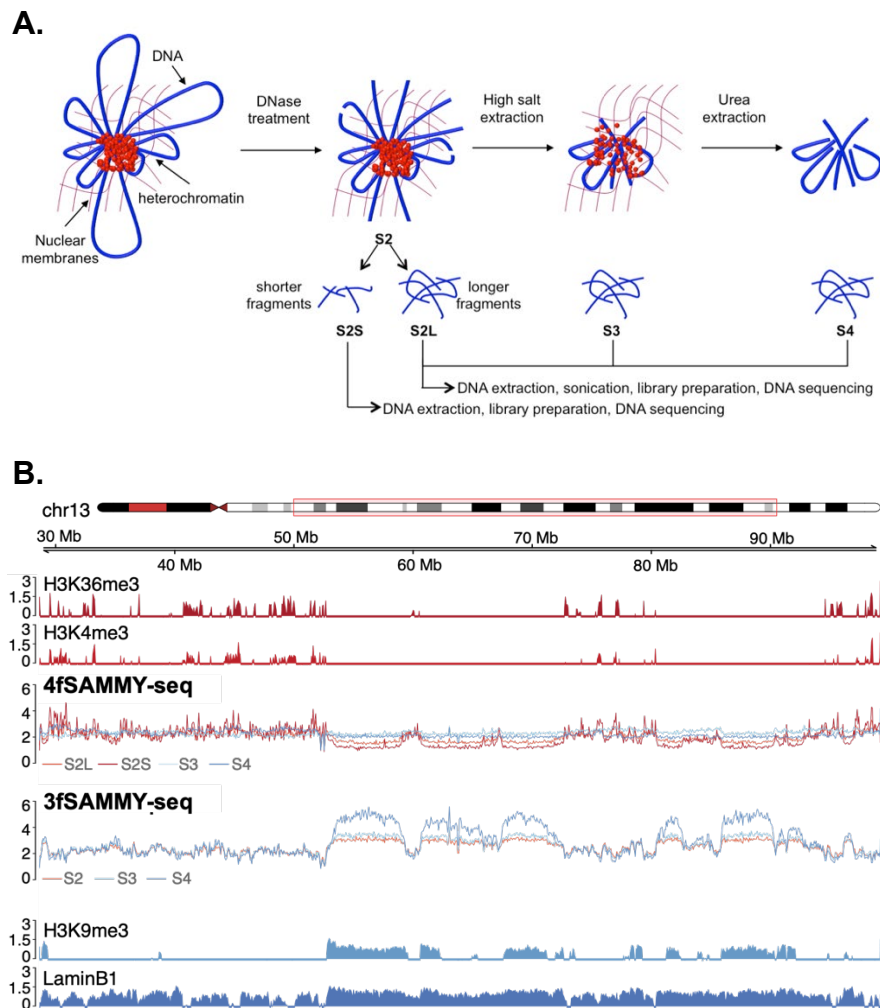 A.
DNA
DNase
treatment
High salt
extraction
Urea
extraction
heterochromatin
Nuclear
membranes
S2
shorter
fragments
longer
fragments
S2S
S2L
S3
S4
DNA extraction, sonication, library preparation, DNA sequencing
DNA extraction, library preparation, DNA sequencing
B.
chr13
30 Mb
50 Mb
70 Mb
90 Mb
40 Mb
60 Mb
80 Mb
3
1.5
0
H3K36me3
3
1.5
0
H3K4me3
6
4
2
0
4fSAMMY-seq
S2L
S2S
S3
S4
6
4
2
0
3fSAMMY-seq
S2
S3
S4
3
1.5
0
H3K9me3
3
1.5
0
LaminB1